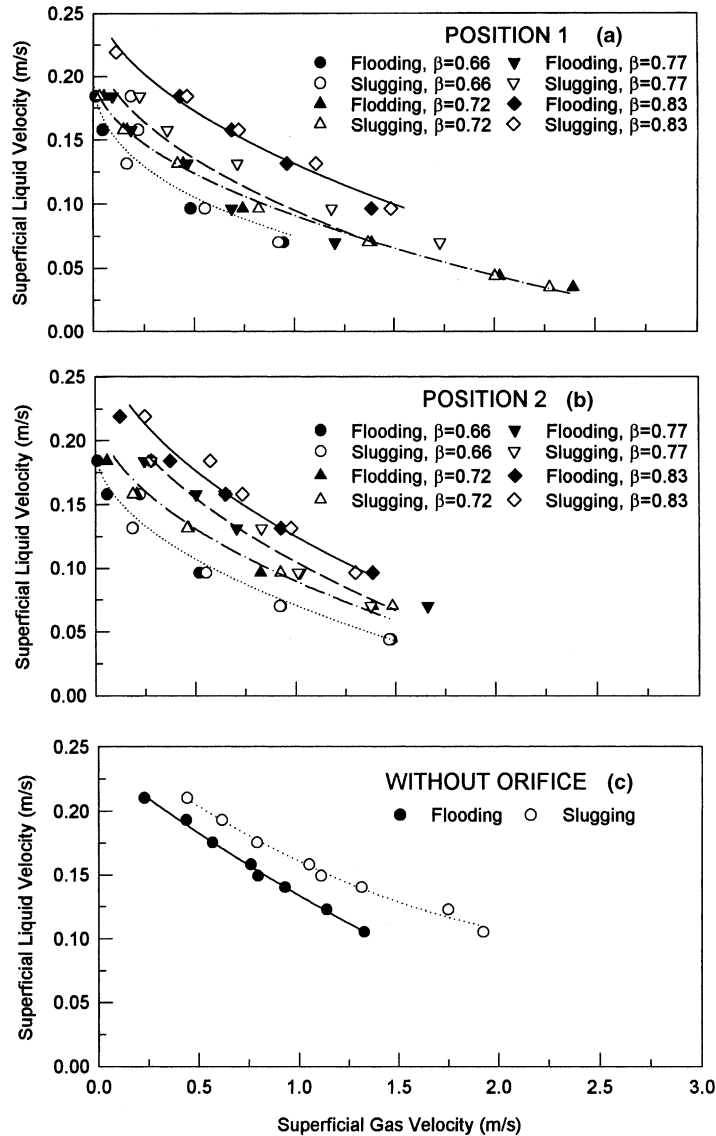 0.25
0.20
0.15
0.10
0.05
0.00
Superficial Liquid Velocity (m/s)
POSITION 1 (a)
Flooding, β=0.66
Flooding, β=0.77
Slugging, β=0.66
Slugging, β=0.77
Flodding, β=0.72
Flooding, β=0.83
Slugging, β=0.72
Slugging, β=0.83
0.25
0.20
0.15
0.10
0.05
0.00
Superficial Liquid Velocity (m/s)
POSITION 2 (b)
Flooding, β=0.66
Flooding, β=0.77
Slugging, β=0.66
Slugging, β=0.77
Flodding, β=0.72
Flooding, β=0.83
Slugging, β=0.72
Slugging, β=0.83
0.25
0.20
0.15
0.10
0.05
0.00
Superficial Liquid Velocity (m/s)
WITHOUT ORIFICE (c)
Flooding
Slugging
0.0 0.5 1.0 1.5 2.0 2.5 3.0
Superficial Gas Velocity (m/s)